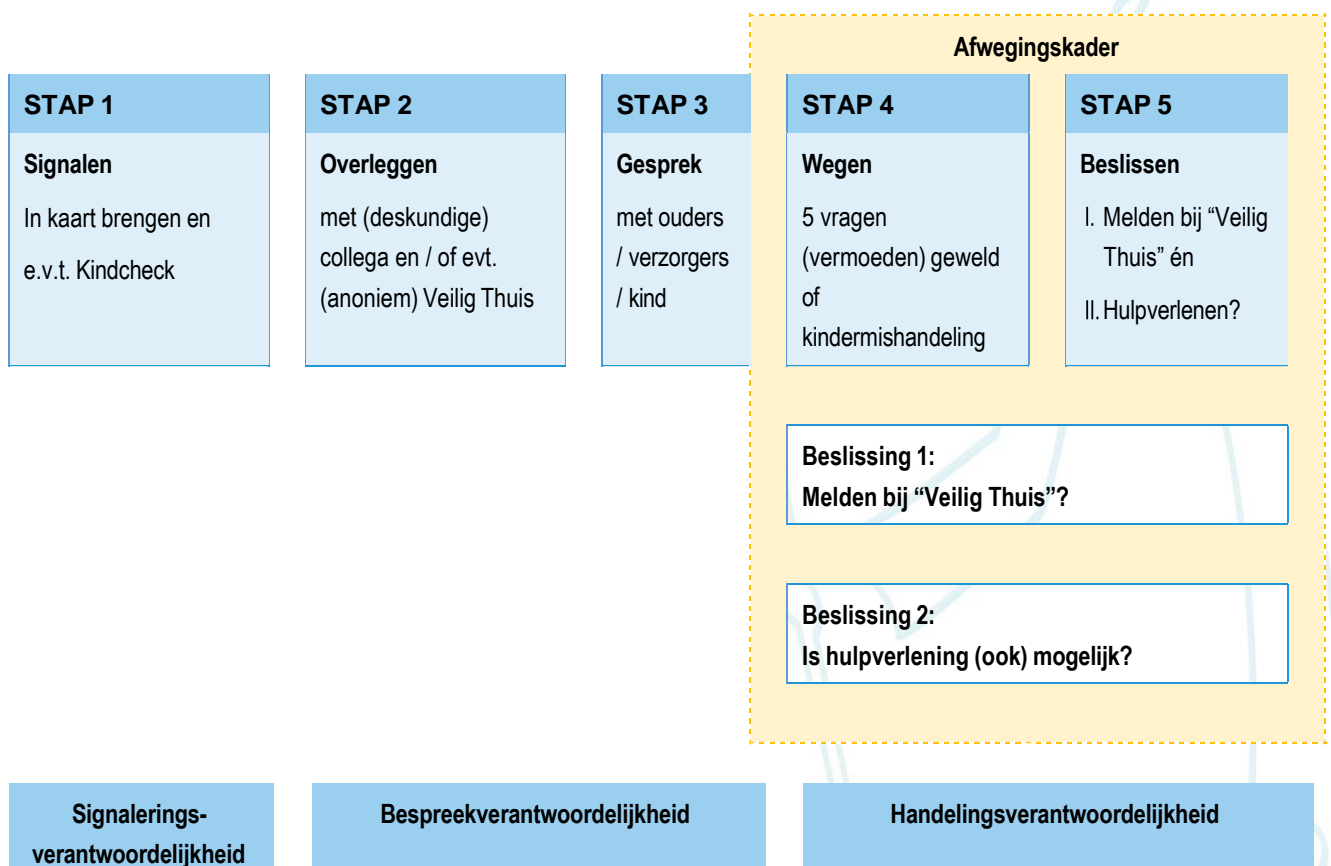 Afwegingskader
STAP 1
Signalen
In kaart brengen en
e.v.t. Kindcheck
STAP 2
Overleggen
met (deskundige)
collega en / of evt.
(anoniem) Veilig Thuis
STAP 3
Gesprek
met ouders
/ verzorgers
/ kind
STAP 4
Wegen
5 vragen
(vermoeden) geweld
of
kindermishandeling
STAP 5
Beslissen
I. Melden bij “Veilig
Thuis” én
II. Hulpverlenen?
Beslissing 1:
Melden bij “Veilig Thuis”?
Beslissing 2:
Is hulpverlening (ook) mogelijk?
Signalerings-
verantwoordelijkheid
Bespreekverantwoordelijkheid
Handelingsverantwoordelijkheid